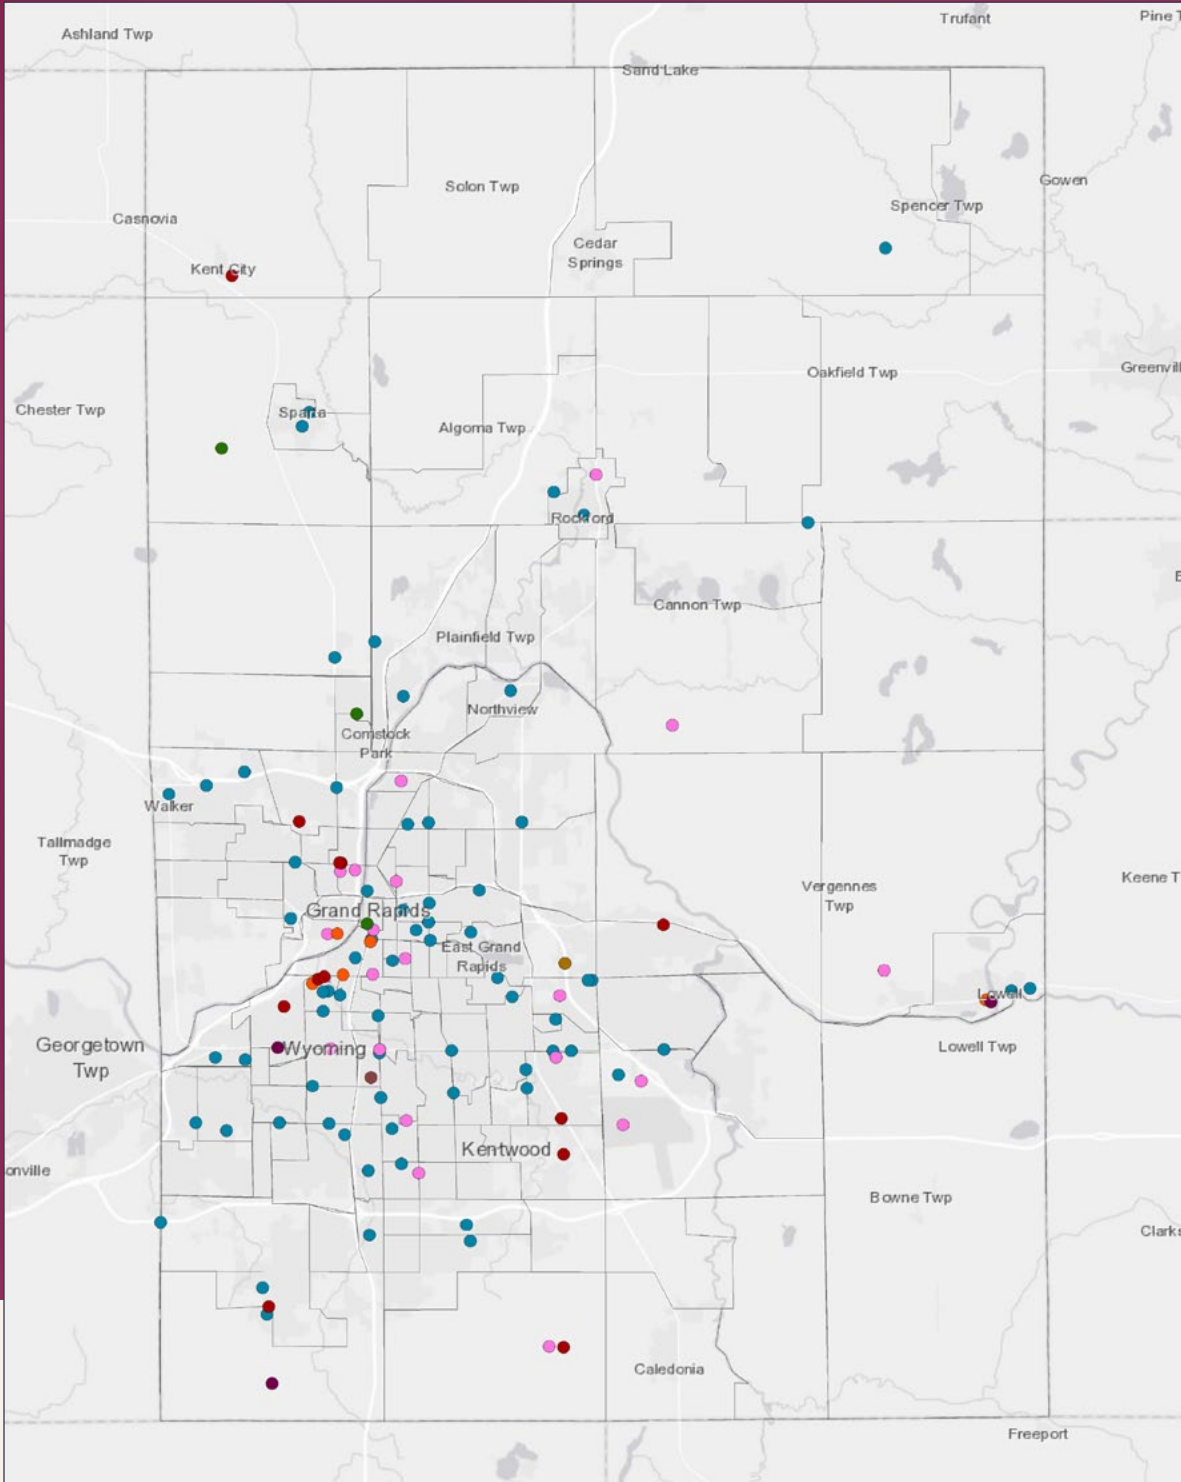 Trufant
Pine T
Ashland Twp
Sand Lake
Gowen
Solon Twp
Spencer Twp
Casnovia
Cedar
Springs
Kent City
Oakfield Twp
Greenvill
Chester Twp
Sparta
Algoma Twp
Rockford
E
Cannon Twp
Plainfield Twp
Northview
Comstock
Park
Walker
Tallmadge
Twp
Keene T
Vergennes
Twp
Grand Rapids
East Grand
Rapids
Lowell
Georgetown
Twp
Wyoming
Lowell Twp
Kentwood
onville
Bowne Twp
Clarks
Caledonia
Freeport